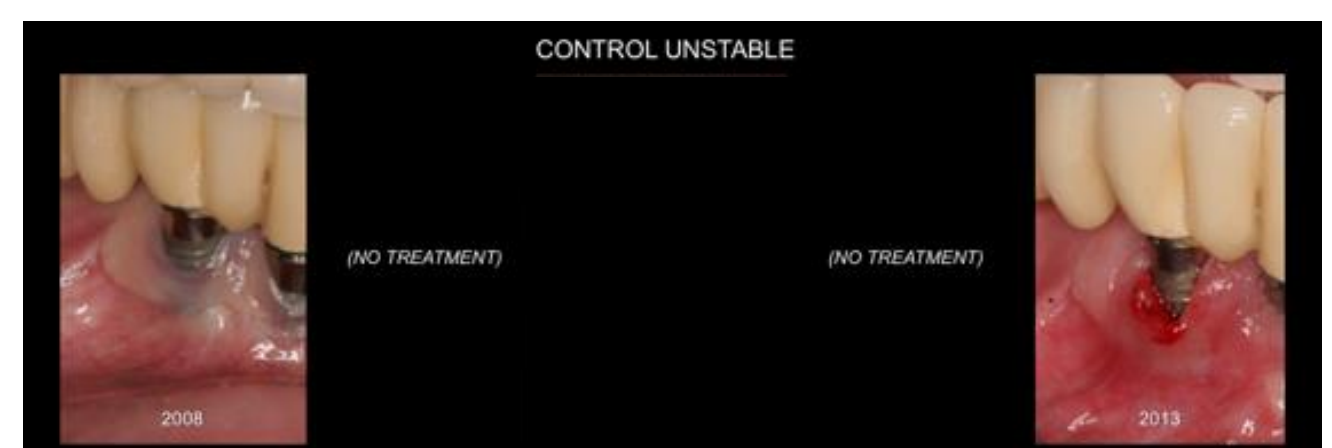 CONTROL UNSTABLE
(NO TREATMENT)
(NO TREATMENT)
2008
2013